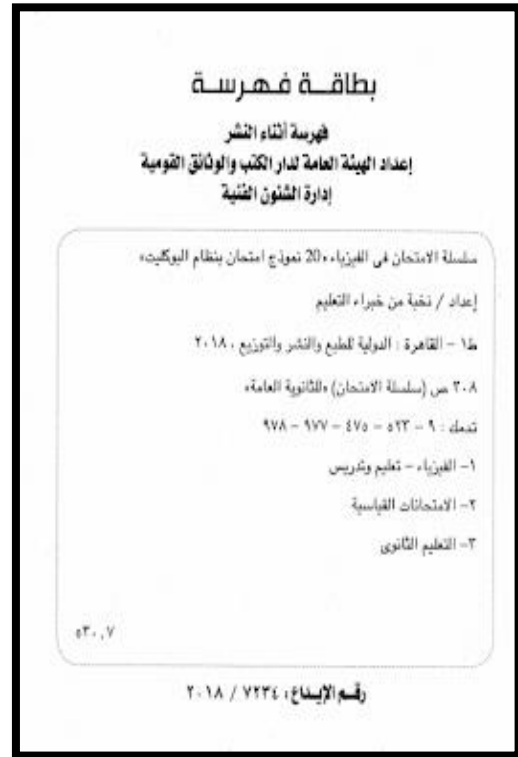 بطاقة فهرسة
فهرسة أثناء النشر
إعداد الهيئة العامة لدار الكتب والوثائق القومية
إدارة الشئون الفنية
سلسلة الامتحان فى الفيزياء «20 نموذج امتحان بنظام البوكليت»
إعداد / نخبة من خبراء التعليم
ط١ – القاهرة : الدولية للطبع والنشر والتوزيع ، ٢٠١٨
٣٠٨ ص (سلسلة الامتحان) «للثانوية العامة»
تدمك : ٩ – ٥٢٣ – ٤٧٥ – ٩٧٧ – ٩٧٨
١– الفيزياء – تعليم وتدريس
٢– الامتحانات القياسية
٣– التعليم الثانوى
٥٣٠,٧
رقم الإيداع: ٧٢٣٤ / ٢٠١٨